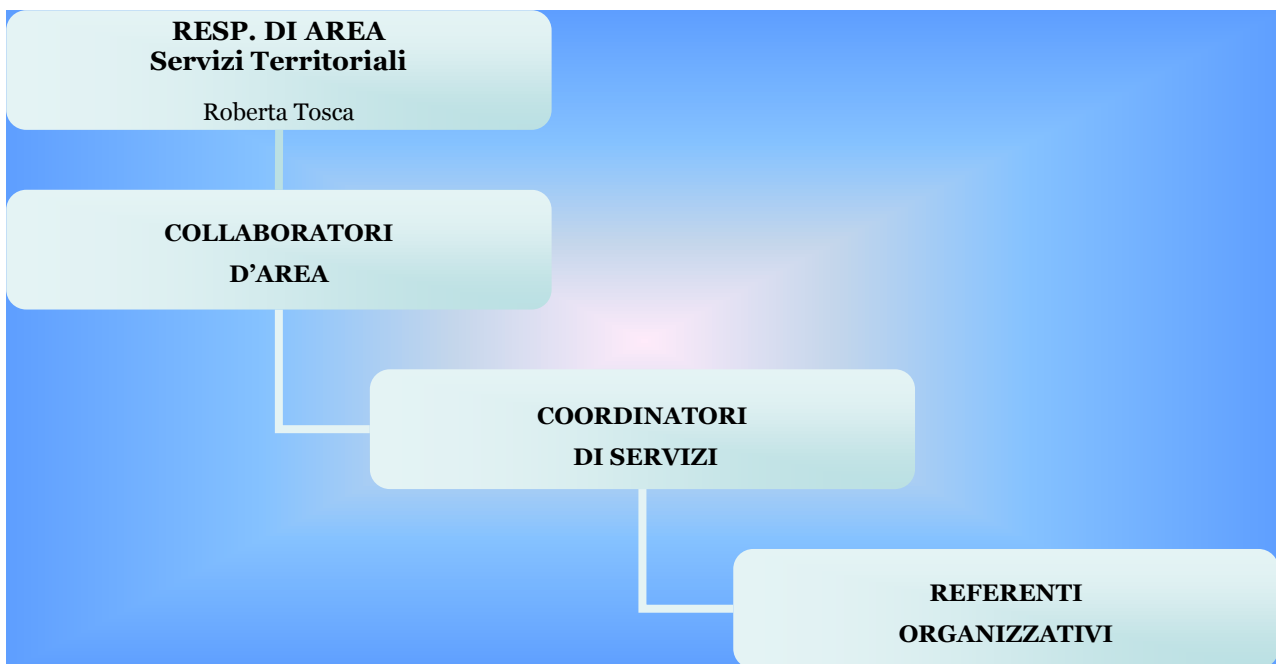 RESP. DI AREA
Servizi Territoriali
Roberta Tosca
COLLABORATORI
D’AREA
COORDINATORI
DI SERVIZI
REFERENTI
ORGANIZZATIVI